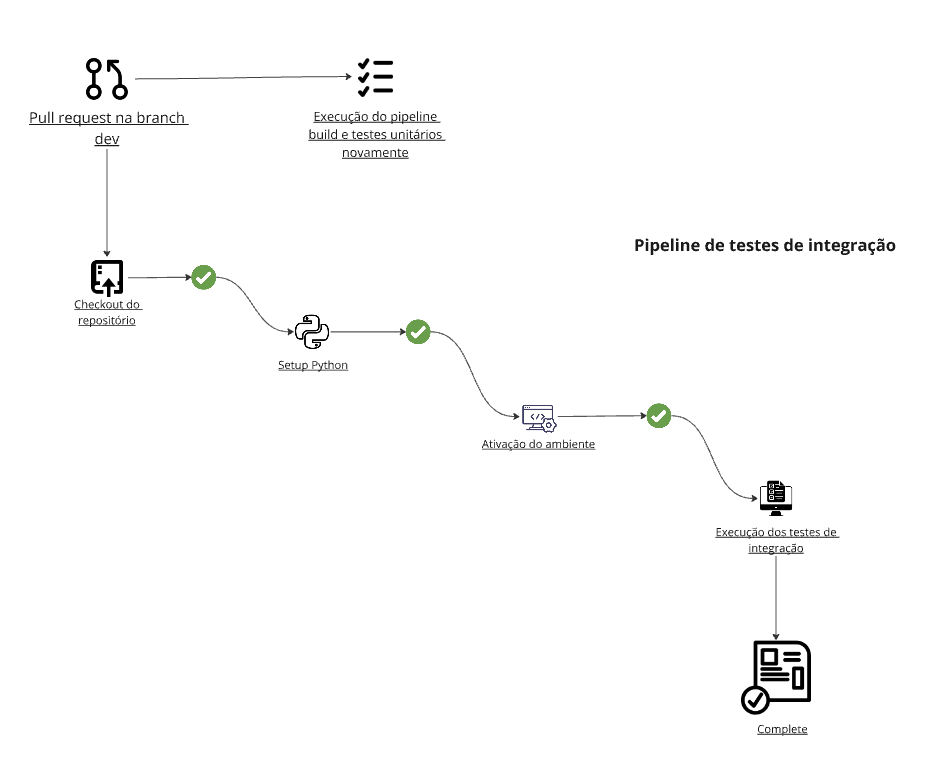 Pull request na branch
dev
Execução do pipeline
build e testes unitários
novamente
Pipeline de testes de integração
Checkout do
repositório
Setup Python
Ativação do ambiente
Execução dos testes de
integração
Complete